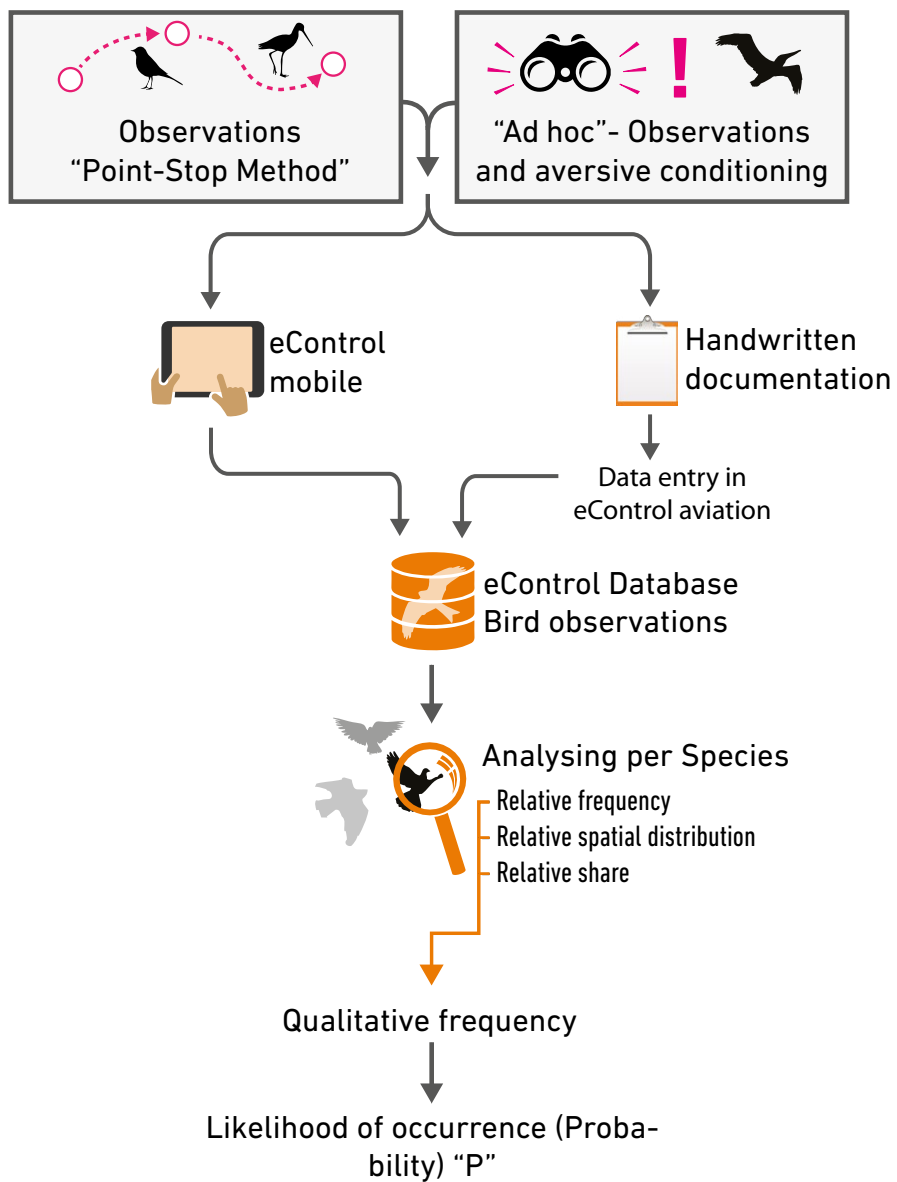 Observations
“Point-Stop Method”
“Ad hoc”- Observations
and aversive conditioning
eControl
mobile
Handwritten
documentation
Data entry in
eControl aviation
eControl Database
Bird observations
Analysing per Species
Relative frequency
Relative spatial distribution
Relative share
Qualitative frequency
Likelihood of occurrence (Proba-
bility) “P”